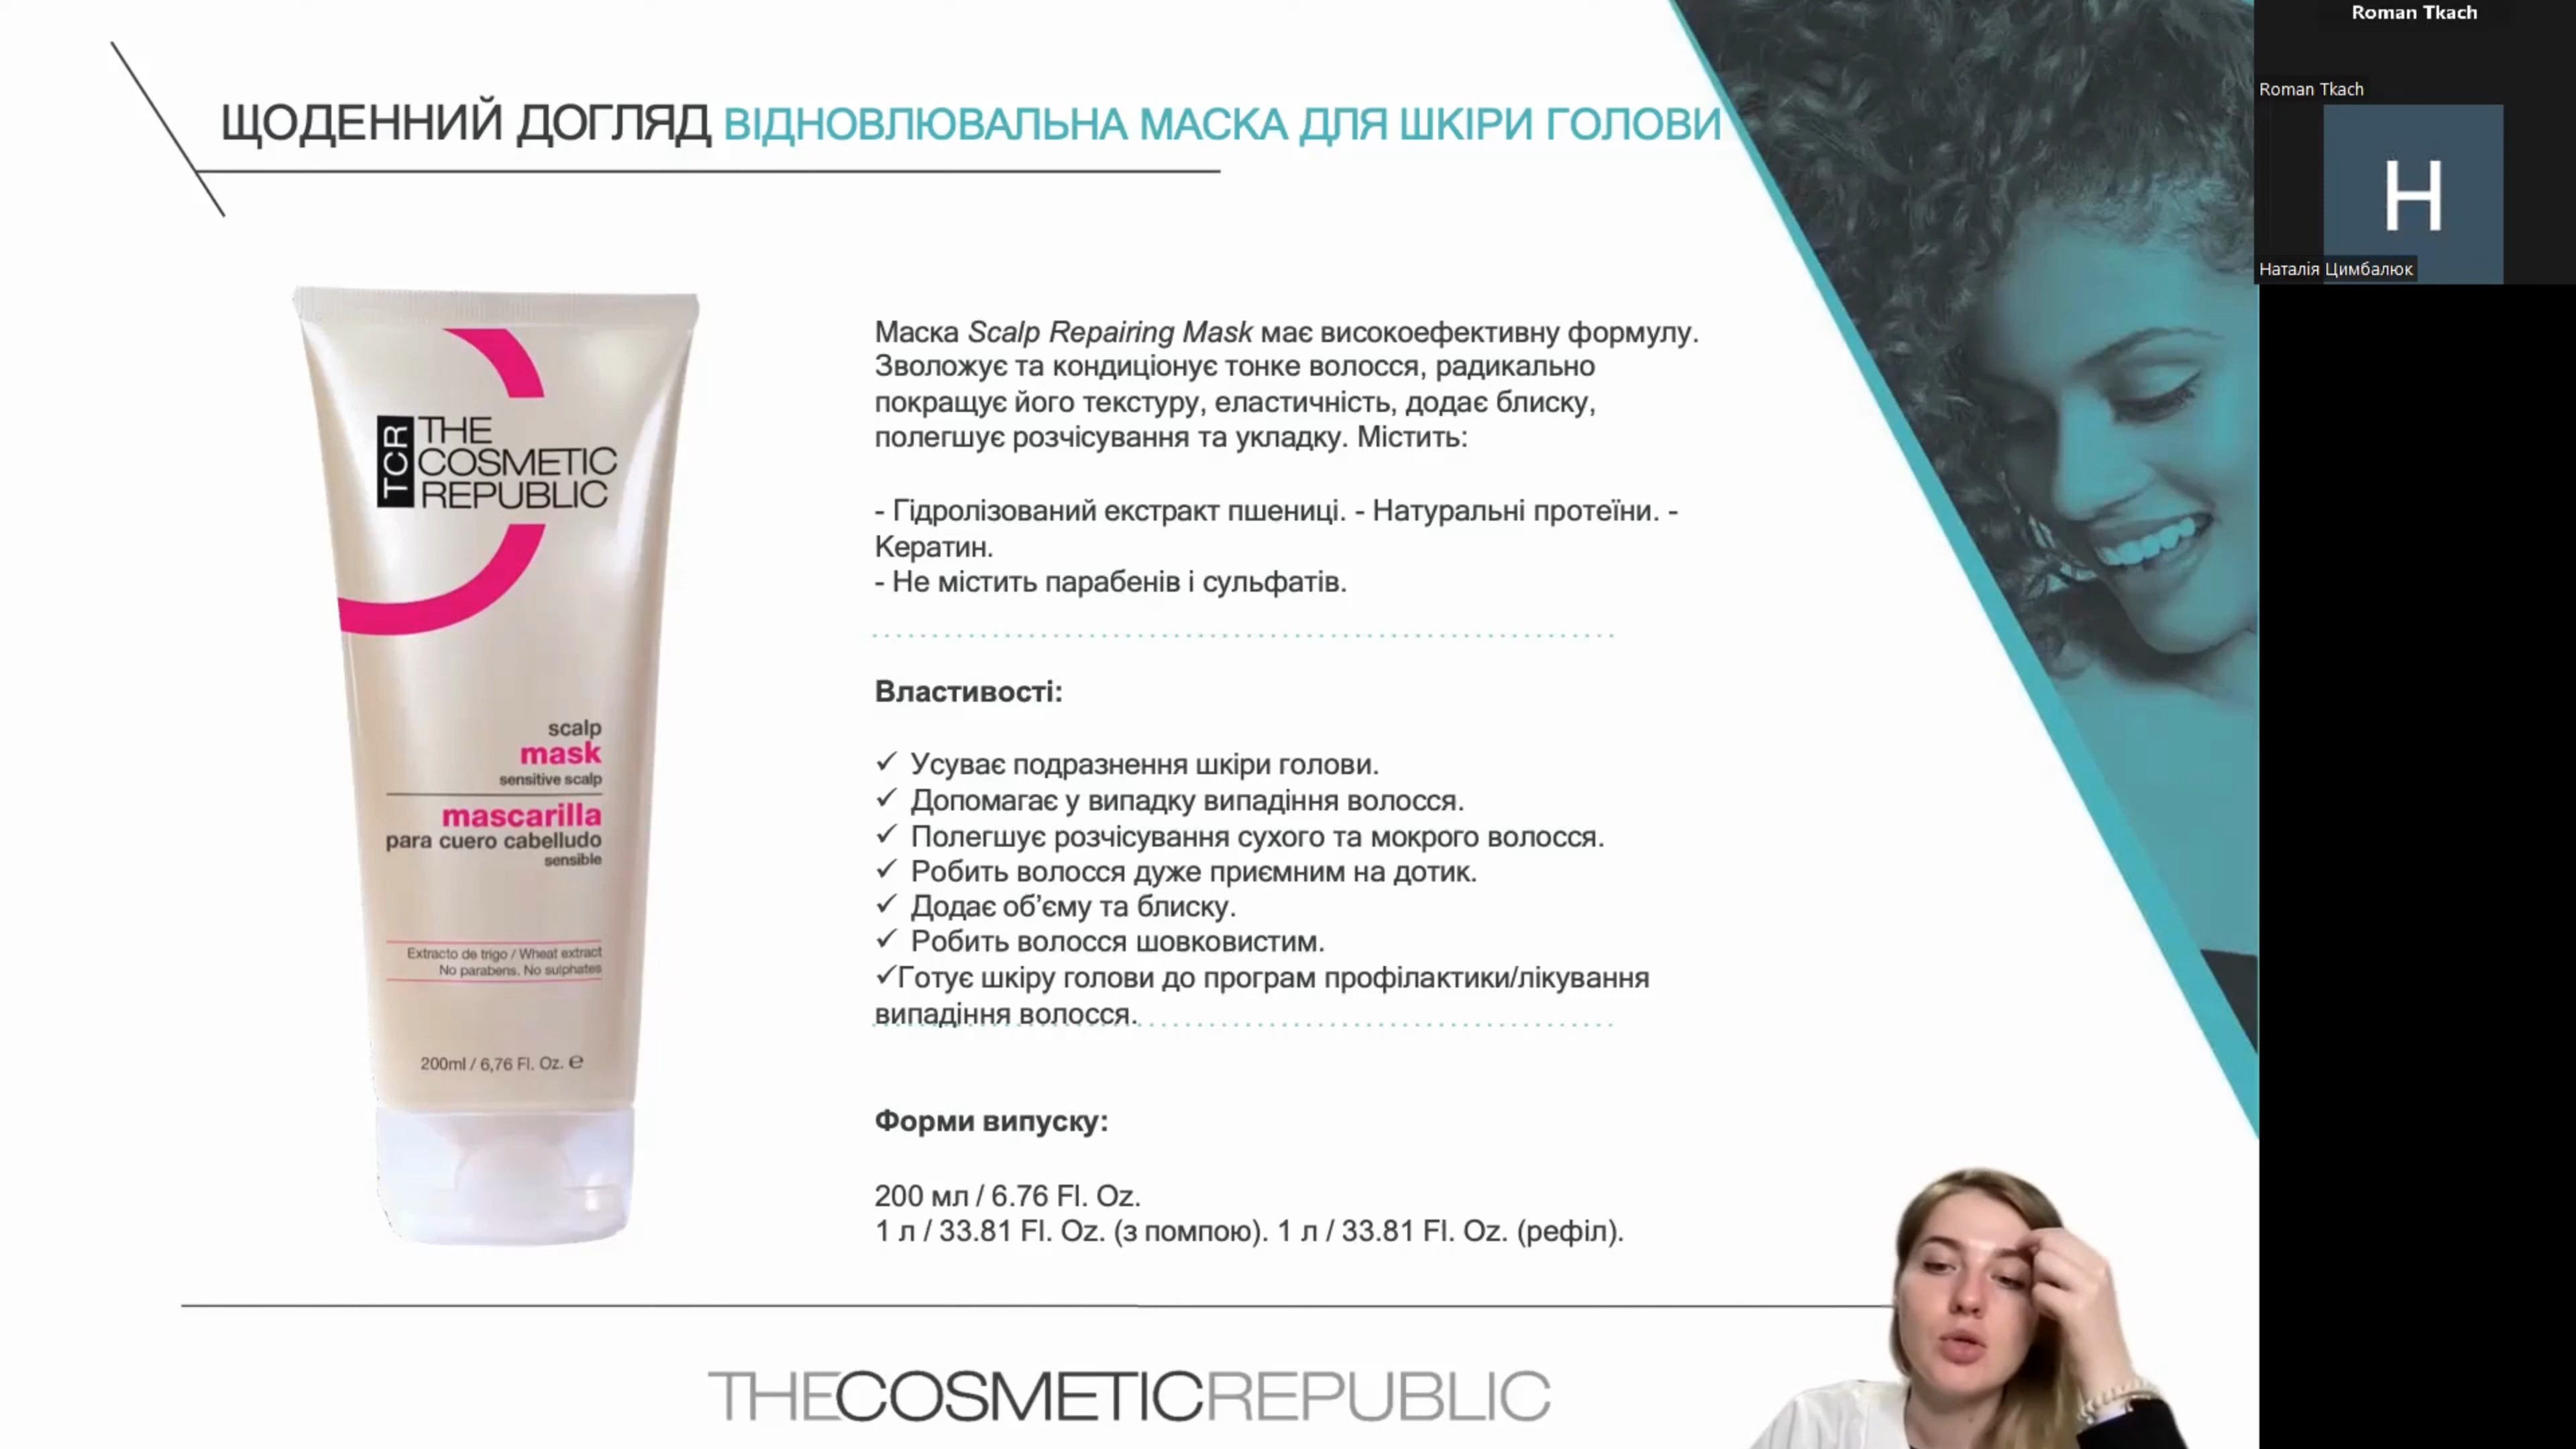 ЩОДЕННИЙ ДОГЛЯД ВІДНОВЛЮВАЛЬНА МАСКА ДЛЯ ШКІРИ ГОЛОВИ
TCR
THE
COSMETIC
REPUBLIC
scalp
mask
sensitive scalp
mascarilla
para cuero cabelludo
sensible
Extracto de trigo / Wheat extract
No parabens. No sulphates
200ml / 6,76 Fl. Oz. ℮
Маска Scalp Repairing Mask має високоефективну формулу.
Зволожує та кондиціонує тонке волосся, радикально
покращує його текстуру, еластичність, додає блиску,
полегшує розчісування та укладку. Містить:
- Гідролізований екстракт пшениці. - Натуральні протеїни. -
Кератин.
- Не містить парабенів і сульфатів.
Властивості:
✓ Усуває подразнення шкіри голови.
✓ Допомагає у випадку випадіння волосся.
✓ Полегшує розчісування сухого та мокрого волосся.
✓ Робить волосся дуже приємним на дотик.
✓ Додає об’єму та блиску.
✓ Робить волосся шовковистим.
✓Готує шкіру голови до програм профілактики/лікування
випадіння волосся.
Форми випуску:
200 мл / 6.76 Fl. Oz.
1 л / 33.81 Fl. Oz. (з помпою). 1 л / 33.81 Fl. Oz. (рефіл).
THECOSMETICREPUBLIC
Roman Tkach
Roman Tkach
Н
Наталія Цимбалюк